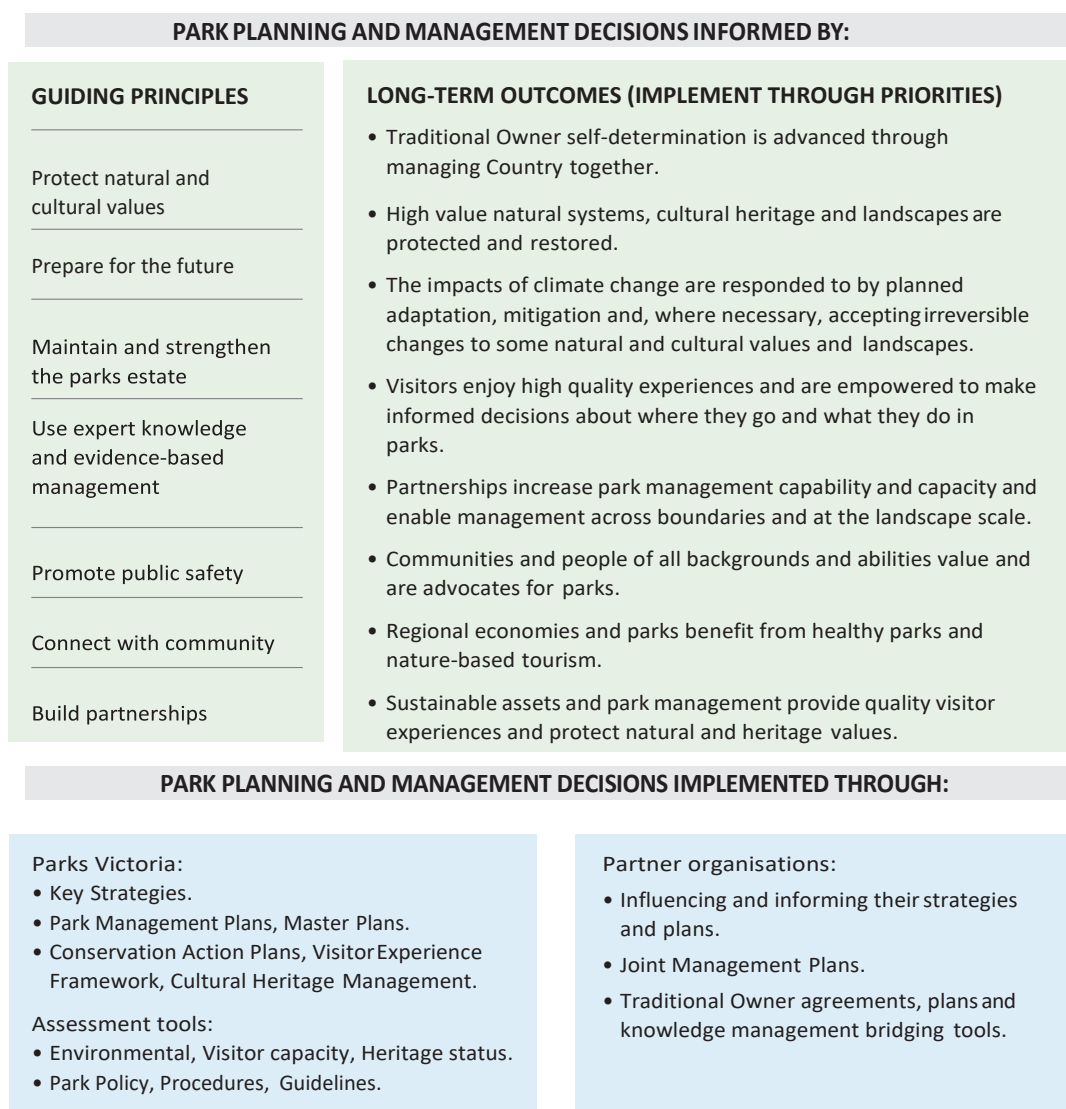 PARK PLANNING AND MANAGEMENT DECISIONS INFORMED BY:
GUIDING PRINCIPLES
Protect natural and
cultural values
Prepare for the future
Maintain and strengthen
the parks estate
Use expert knowledge
and evidence-based
management
Promote public safety
Connect with community
Build partnerships
LONG-TERM OUTCOMES (IMPLEMENT THROUGH PRIORITIES)
• Traditional Owner self-determination is advanced through
managing Country together.
• High value natural systems, cultural heritage and landscapes are
protected and restored.
• The impacts of climate change are responded to by planned
adaptation, mitigation and, where necessary, accepting irreversible
changes to some natural and cultural values and landscapes.
• Visitors enjoy high quality experiences and are empowered to make
informed decisions about where they go and what they do in
parks.
• Partnerships increase park management capability and capacity and
enable management across boundaries and at the landscape scale.
• Communities and people of all backgrounds and abilities value and
are advocates for parks.
• Regional economies and parks benefit from healthy parks and
nature-based tourism.
• Sustainable assets and park management provide quality visitor
experiences and protect natural and heritage values.
PARK PLANNING AND MANAGEMENT DECISIONS IMPLEMENTED THROUGH:
Parks Victoria:
• Key Strategies.
• Park Management Plans, Master Plans.
• Conservation Action Plans, Visitor Experience
Framework, Cultural Heritage Management.
Assessment tools:
• Environmental, Visitor capacity, Heritage status.
• Park Policy, Procedures, Guidelines.
Partner organisations:
• Influencing and informing their strategies
and plans.
• Joint Management Plans.
• Traditional Owner agreements, plans and
knowledge management bridging tools.